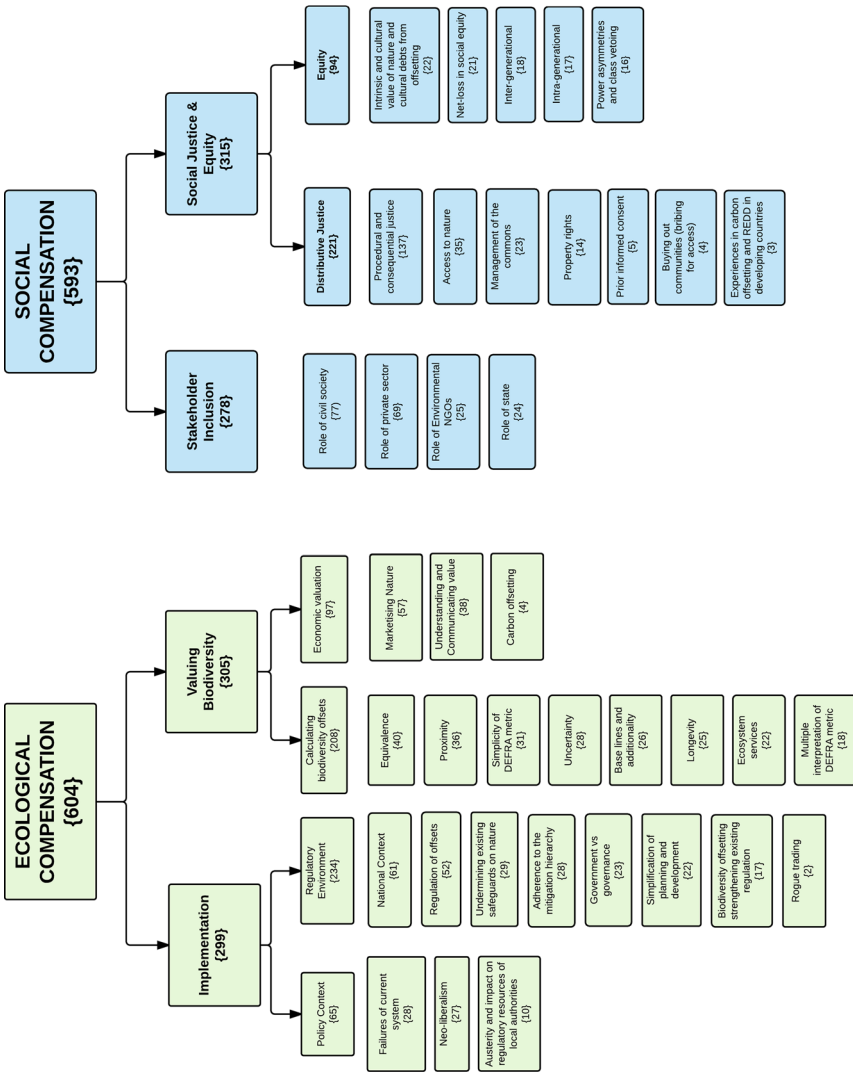 ECOLOGICAL
COMPENSATION
{604}
Implementation
{299}
Policy Context
{65}
Failures of current
system
{28}
Neo-liberalism
{27}
Austerity and impact on
regulatory resources of
local authorities
{10}
Regulatory
Environment
{234}
National Context
{61}
Regulation of offsets
{52}
Undermining existing
safeguards on nature
{29}
Adherence to the
mitigation hierarchy
{28}
Government vs
governance
{23}
Simplification of
planning and
development
{22}
Biodiversity offsetting
strengthening existing
regulation
{17}
Rogue trading
{2}
Valuing
Biodiversity
{305}
Calculating
biodiversity offsets
{208}
Equivalence
{40}
Proximity
{36}
Simplicity of
DEFRA metric
{31}
Uncertainty
{28}
Base lines and
additionality
{26}
Longevity
{25}
Ecosystem
services
{22}
Multiple
interpretation of
DEFRA metric
{18}
Economic valuation
{97}
Marketising Nature
{57}
Understanding and
Communicating value
{38}
Carbon offsetting
{4}
SOCIAL
COMPENSATION
{593}
Stakeholder
Inclusion
{278}
Role of civil society
{77)
Role of private sector
{69}
Role of Environmental
NGOs
{25}
Role of state
{24}
Social Justice &
Equity
{315}
Distributive Justice
{221}
Procedural and
consequential justice
{137}
Access to nature
{35}
Management of the
commons
{23}
Property rights
{14}
Prior informed consent
{5}
Buying out
communities (bribing
for access)
{4}
Experiences in carbon
offsetting and REDD in
developing countries
{3}
Equity
{94}
Intrinsic and cultural
value of nature and
cultural debts from
offsetting
{22}
Net-loss in social equity
{21}
Inter-generational
{18}
Intra-generational
{17}
Power asymmetries
and class vetoing
{16}